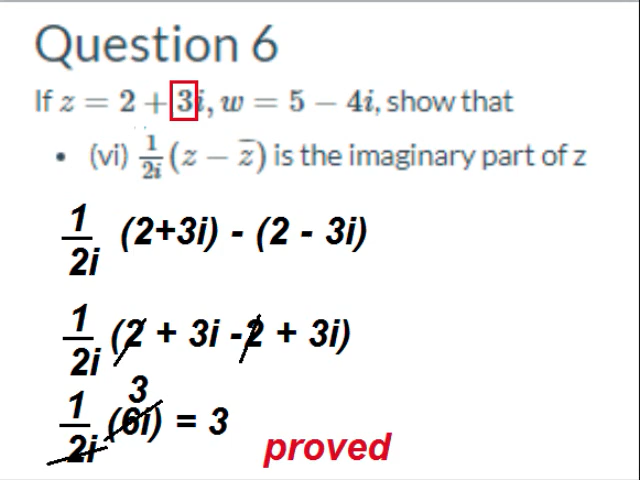 Question 6
If z = 2 + 3i, w = 5 − 4i, show that
• (vi) 1/2i (z − z̅) is the imaginary part of z
1/2i (2+3i) - (2 - 3i)
1/2i (2 + 3i - 2 + 3i)
3
1/2i (6i) = 3
proved